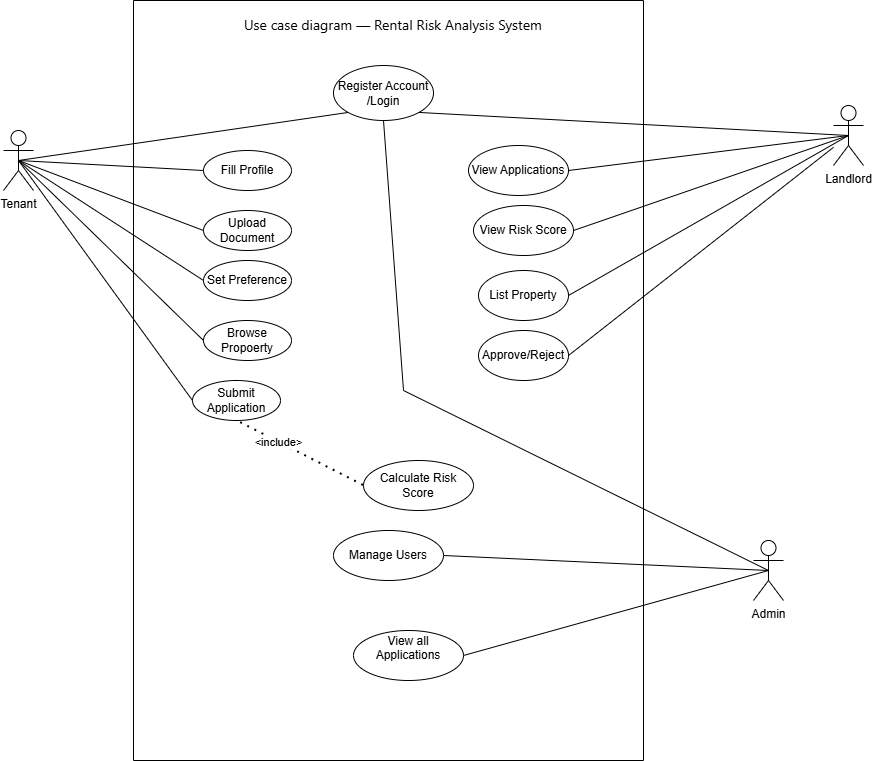 Use case diagram — Rental Risk Analysis System
Register Account
/Login
Tenant
Landlord
Fill Profile
View Applications
Upload
Document
View Risk Score
Set Preference
List Property
Browse
Propoerty
Approve/Reject
Submit
Application
<include>
Calculate Risk
Score
Manage Users
Admin
View all
Applications